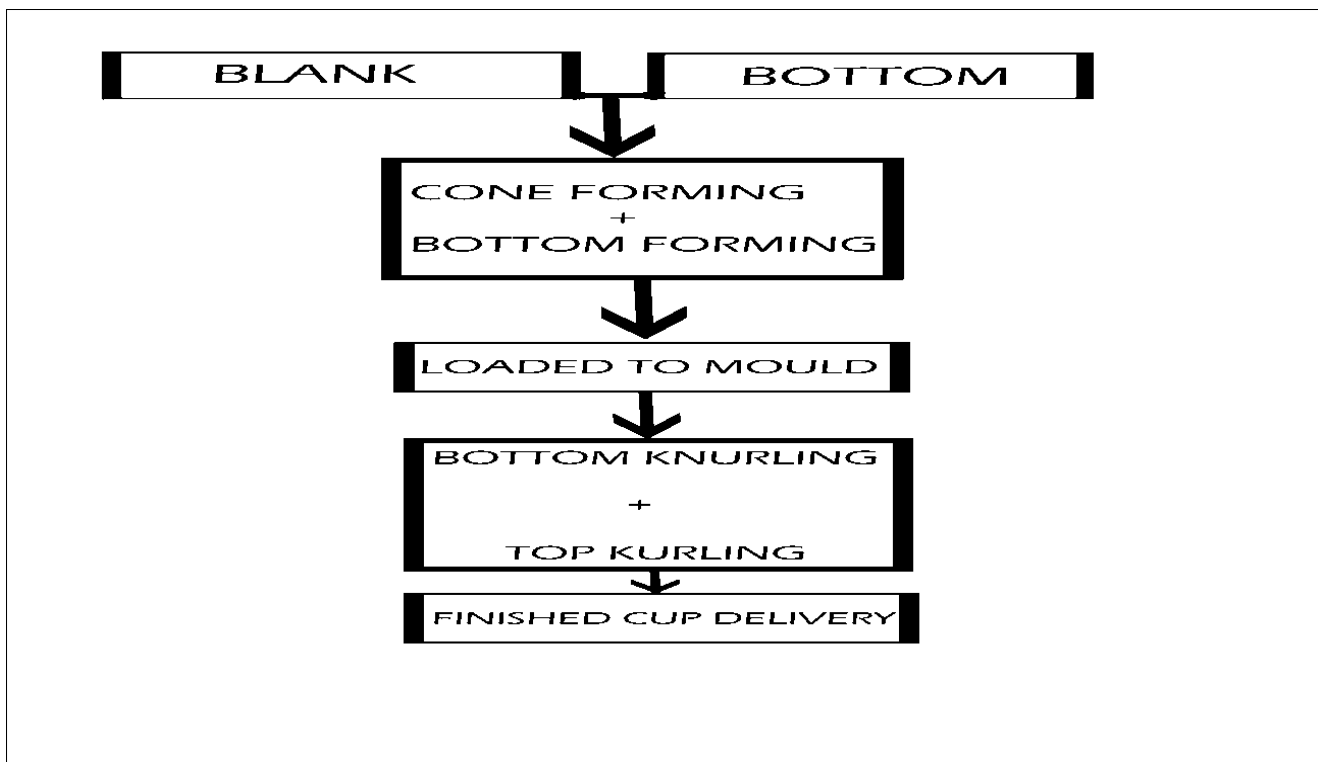 BLANK
BOTTOM
CONE FORMING
+
BOTTOM FORMING
LOADED TO MOULD
BOTTOM KNURLING
+
TOP KURLING
FINISHED CUP DELIVERY